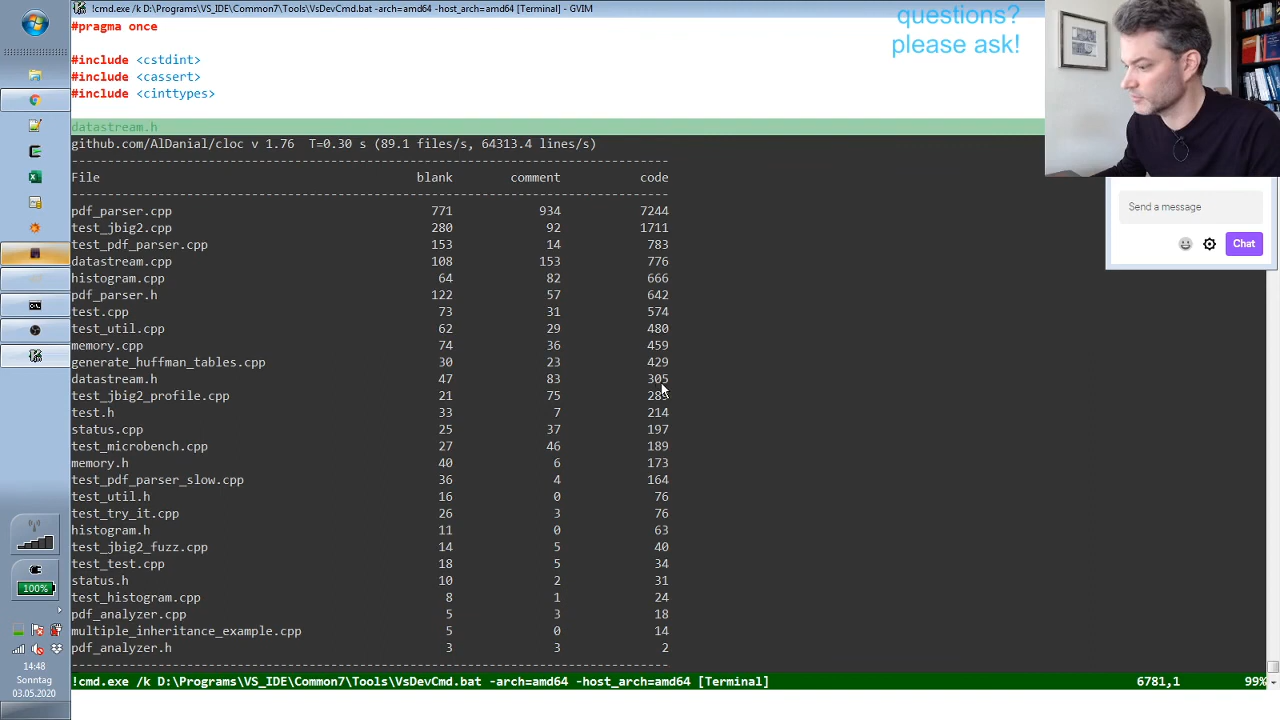 !cmd.exe /k D:\Programs\VS_IDE\Common7\Tools\VsDevCmd.bat -arch=amd64 -host_arch=amd64 [Terminal] - GVIM
questions?
please ask!
#pragma once
#include <cstdint>
#include <cassert>
#include <cinttypes>
datastream.h
github.com/AlDanial/cloc v 1.76 T=0.30 s (89.1 files/s, 64313.4 lines/s)
-------------------------------------------------------------------------------
File blank comment code
-------------------------------------------------------------------------------
pdf_parser.cpp 771 934 7244
test_jbig2.cpp 280 92 1711
test_pdf_parser.cpp 153 14 783
datastream.cpp 108 153 776
histogram.cpp 64 82 666
pdf_parser.h 122 57 642
test.cpp 73 31 574
test_util.cpp 62 29 480
memory.cpp 74 36 459
generate_huffman_tables.cpp 30 23 429
datastream.h 47 83 305
test_jbig2_profile.cpp 21 75
test.h 33 7 214
status.cpp 25 37 197
test_microbench.cpp 27 46 189
memory.h 40 6 173
test_pdf_parser_slow.cpp 36 4 164
test_util.h 16 0 76
test_try_it.cpp 26 3 76
histogram.h 11 0 63
test_jbig2_fuzz.cpp 14 5 40
test_test.cpp 18 5 34
status.h 10 2 31
test_histogram.cpp 8 1 24
pdf_analyzer.cpp 5 3 18
multiple_inheritance_example.cpp 5 0 14
pdf_analyzer.h 3 3 2
-------------------------------------------------------------------------------
!cmd.exe /k D:\Programs\VS_IDE\Common7\Tools\VsDevCmd.bat -arch=amd64 -host_arch=amd64 [Terminal] 6781,1 99%
Send a message
Chat
100%
14:48
Sonntag
03.05.2020